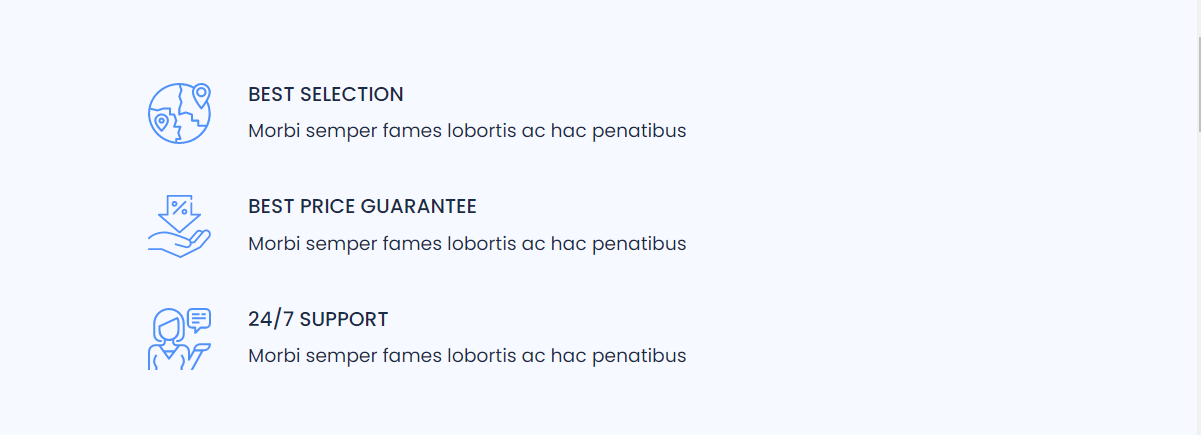 BEST SELECTION
Morbi semper fames lobortis ac hac penatibus
%
BEST PRICE GUARANTEE
Morbi semper fames lobortis ac hac penatibus
24/7 SUPPORT
Morbi semper fames lobortis ac hac penatibus